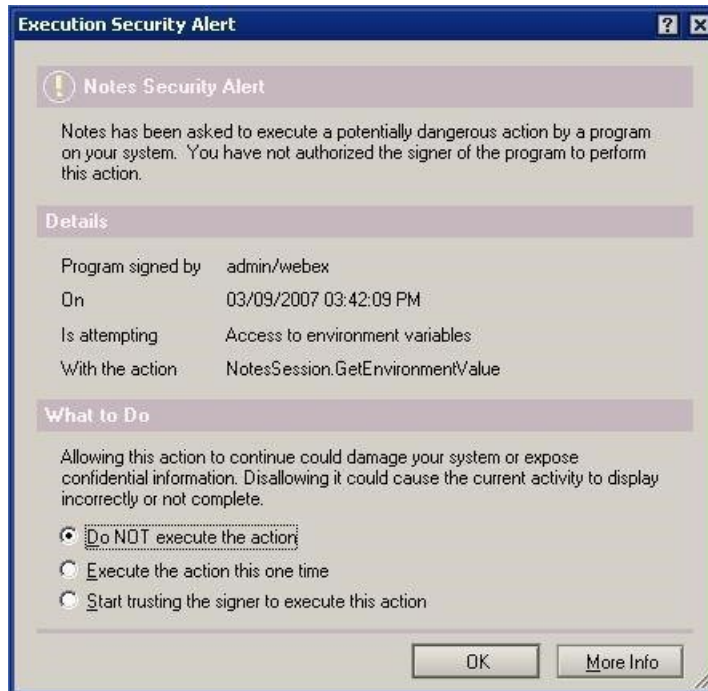 Execution Security Alert
Notes Security Alert
Notes has been asked to execute a potentially dangerous action by a program
on your system. You have not authorized the signer of the program to perform
this action.
Details
Program signed by admin/webex
On 03/09/2007 03:42:09 PM
Is attempting Access to environment variables
With the action NotesSession.GetEnvironmentValue
What to Do
Allowing this action to continue could damage your system or expose
confidential information. Disallowing it could cause the current activity to display
incorrectly or not complete.
Do NOT execute the action
Execute the action this one time
Start trusting the signer to execute this action
OK More Info